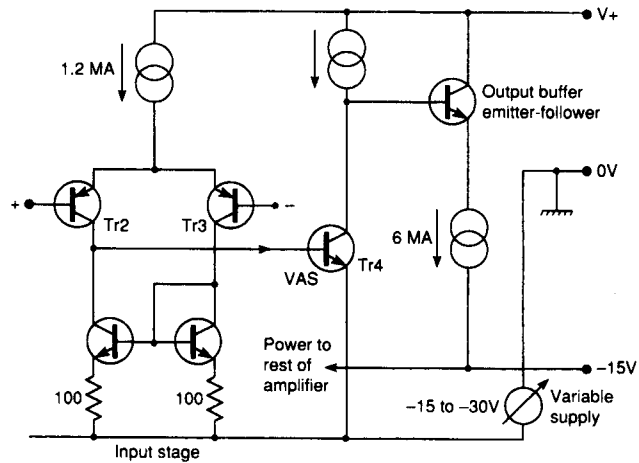 V+
1.2 MA
Output buffer
emitter-follower
0V
+
Tr2
Tr3
−
VAS
Tr4
6 MA
Power to
rest of
amplifier
−15V
100
100
−15 to −30V
Variable
supply
Input stage